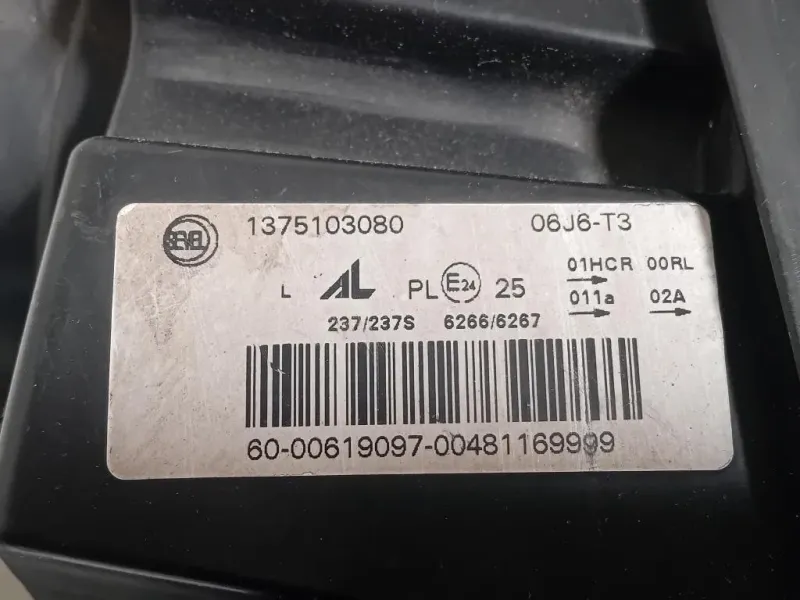 SEVEL 1375103080 06J6-T3
L AL PL E24 25 01HCR 00RL
011a 02A
237/237S 6266/6267
60-00619097-00481169999